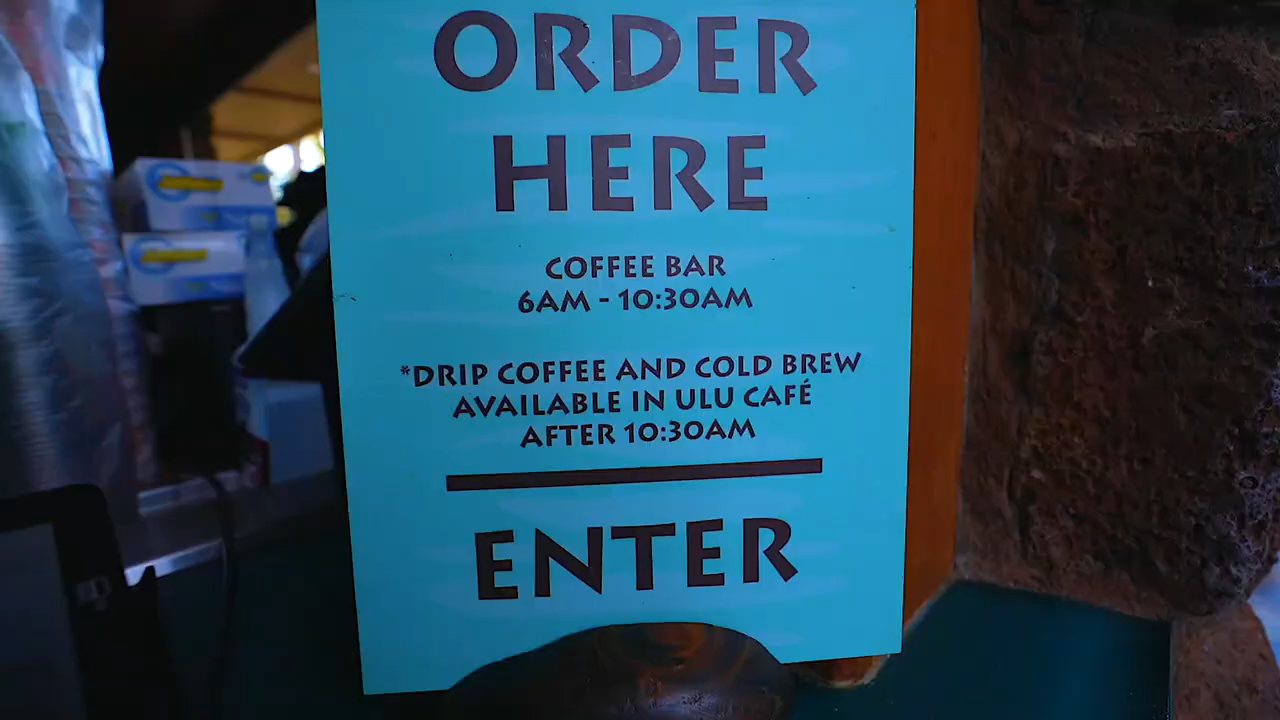 ORDER
HERE
COFFEE BAR
6AM - 10:30AM
*DRIP COFFEE AND COLD BREW
AVAILABLE IN ULU CAFÉ
AFTER 10:30AM
ENTER